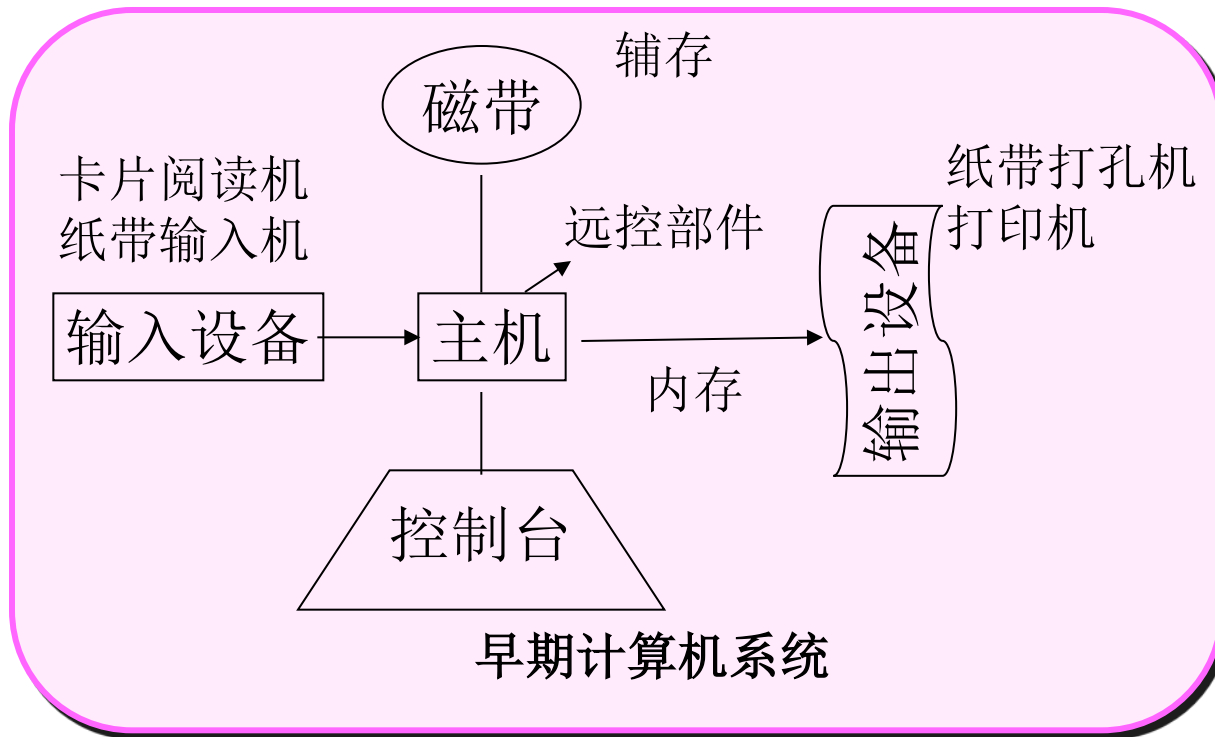 辅存
磁带
卡片阅读机
纸带输入机
纸带打孔机
打印机
远控部件
输入设备
主机
输出设备
内存
控制台
早期计算机系统